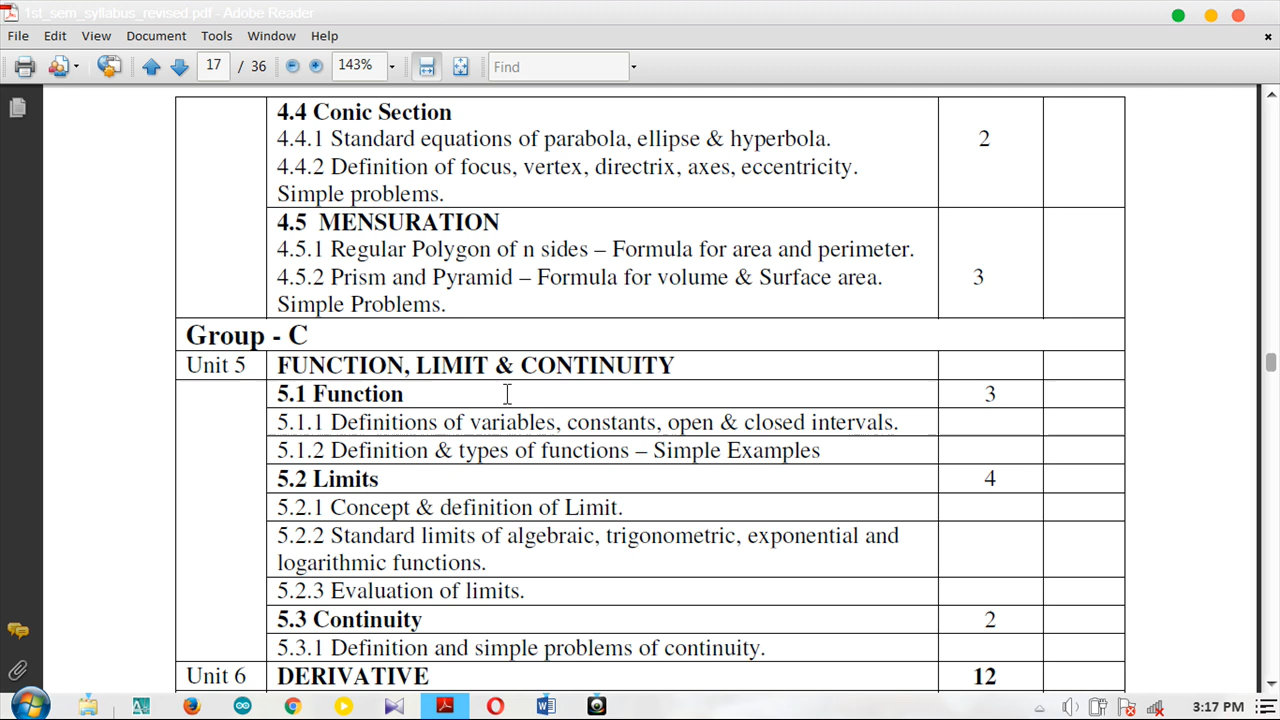 1st_sem_syllabus_revised.pdf - Adobe Reader
File Edit View Document Tools Window Help
17 / 36 143% Find
4.4 Conic Section
4.4.1 Standard equations of parabola, ellipse & hyperbola. 2
4.4.2 Definition of focus, vertex, directrix, axes, eccentricity.
Simple problems.
4.5 MENSURATION
4.5.1 Regular Polygon of n sides – Formula for area and perimeter.
4.5.2 Prism and Pyramid – Formula for volume & Surface area. 3
Simple Problems.
Group - C
Unit 5 FUNCTION, LIMIT & CONTINUITY
5.1 Function 3
5.1.1 Definitions of variables, constants, open & closed intervals.
5.1.2 Definition & types of functions – Simple Examples
5.2 Limits 4
5.2.1 Concept & definition of Limit.
5.2.2 Standard limits of algebraic, trigonometric, exponential and
logarithmic functions.
5.2.3 Evaluation of limits.
5.3 Continuity 2
5.3.1 Definition and simple problems of continuity.
Unit 6 DERIVATIVE 12
3:17 PM